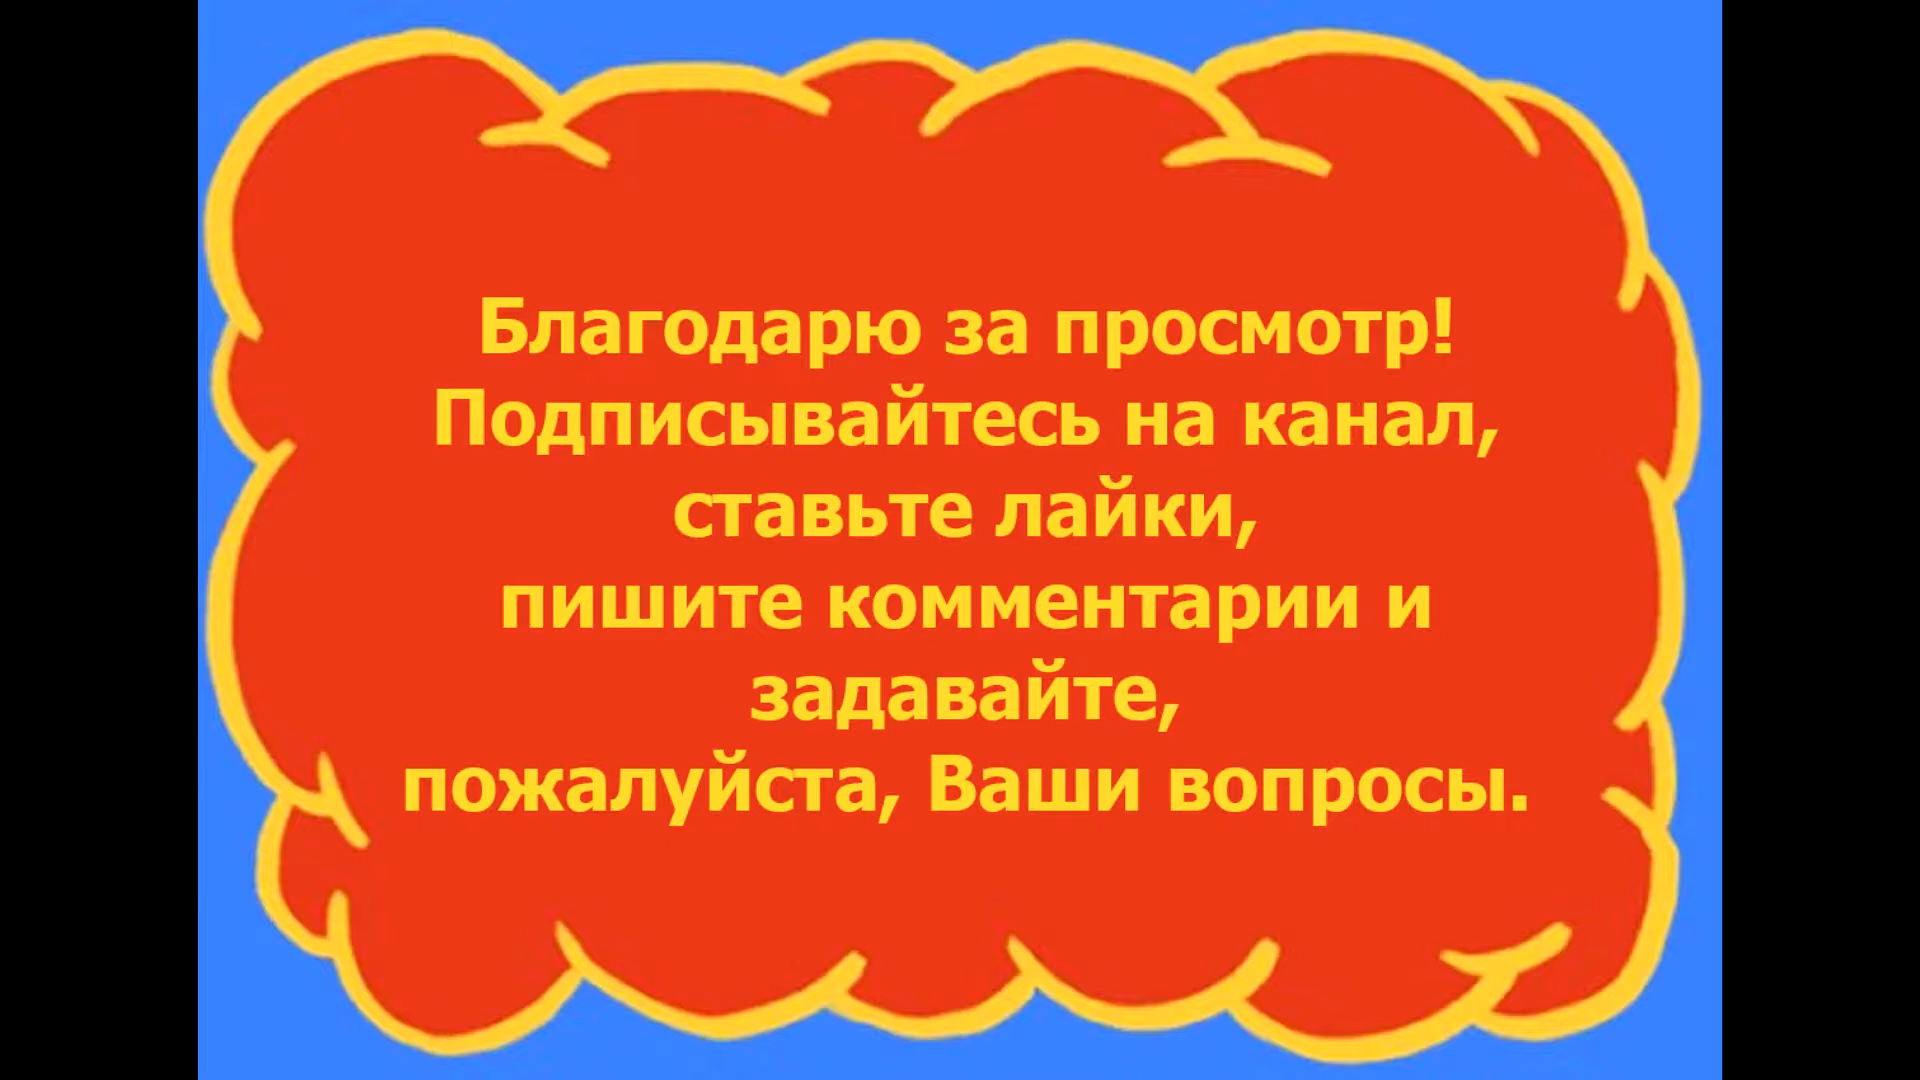 Благодарю за просмотр!
Подписывайтесь на канал,
ставьте лайки,
пишите комментарии и
задавайте,
пожалуйста, Ваши вопросы.